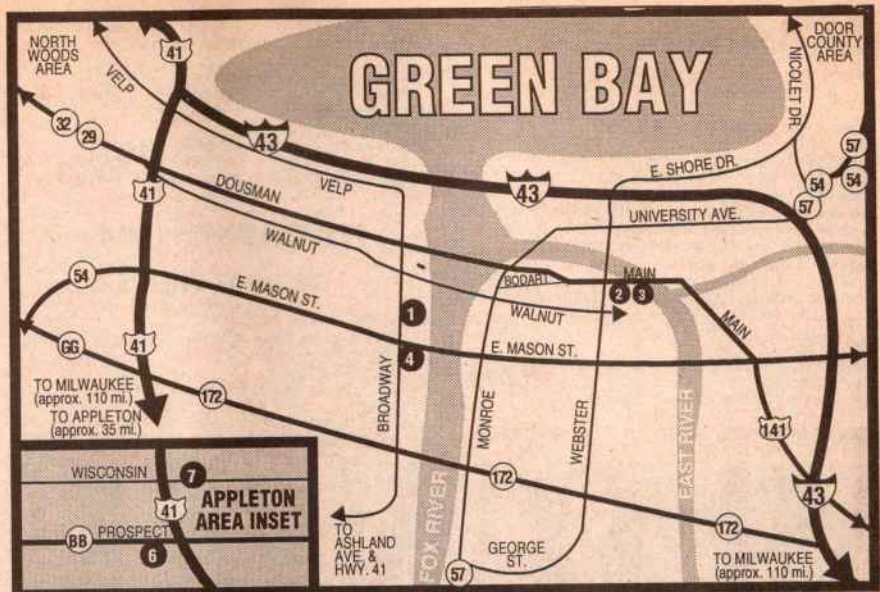 NORTH
WOODS
AREA
VELP
41
GREEN BAY
NICOLET DR.
DOOR
COUNTY
AREA
32
29
43
57
41
DOUSMAN
VELP
43
E. SHORE DR.
54
54
57
WALNUT
UNIVERSITY AVE.
54
E. MASON ST.
BODART
MAIN
2
3
1
WALNUT
MAIN
GG
41
4
E. MASON ST.
TO MILWAUKEE
(approx. 110 mi.)
TO APPLETON
(approx. 35 mi.)
172
BROADWAY
MONROE
WEBSTER
141
WISCONSIN
7
41
APPLETON
AREA INSET
BB
PROSPECT
6
172
EAST RIVER
43
172
TO
ASHLAND
AVE. &
HWY. 41
FOX RIVER
57
GEORGE
ST.
TO MILWAUKEE
(approx. 110 mi.)